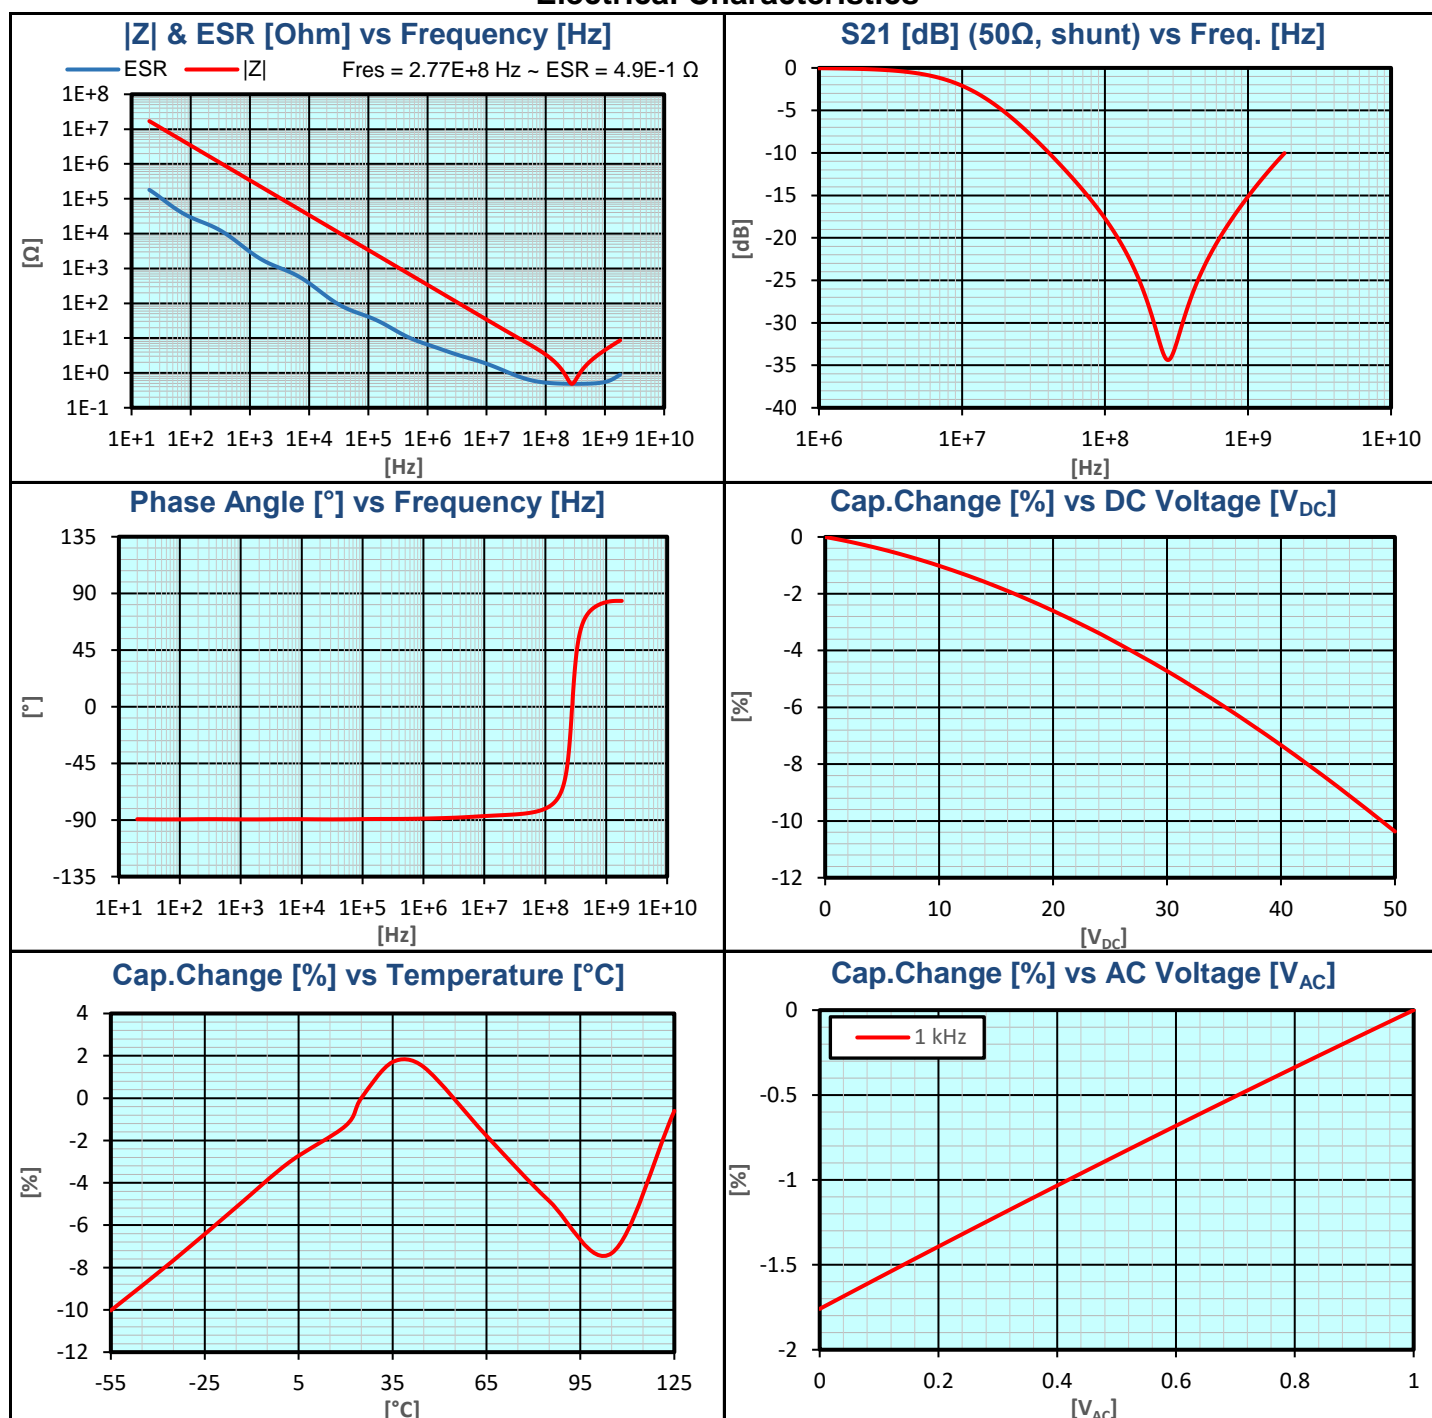 Electrical Characteristics
|Z| & ESR [Ohm] vs Frequency [Hz]
ESR |Z| Fres = 2.77E+8 Hz ~ ESR = 4.9E-1 Ω
1E+8
1E+7
1E+6
1E+5
1E+4
1E+3
1E+2
1E+1
1E+0
1E-1
[Ω]
1E+1 1E+2 1E+3 1E+4 1E+5 1E+6 1E+7 1E+8 1E+9 1E+10
[Hz]
S21 [dB] (50Ω, shunt) vs Freq. [Hz]
0
-5
-10
-15
-20
-25
-30
-35
-40
[dB]
1E+6 1E+7 1E+8 1E+9 1E+10
[Hz]
Phase Angle [°] vs Frequency [Hz]
135
90
45
0
-45
-90
-135
[°]
1E+1 1E+2 1E+3 1E+4 1E+5 1E+6 1E+7 1E+8 1E+9 1E+10
[Hz]
Cap.Change [%] vs DC Voltage [VDC]
0
-2
-4
-6
-8
-10
-12
[%]
0 10 20 30 40 50
[VDC]
Cap.Change [%] vs Temperature [°C]
4
2
0
-2
-4
-6
-8
-10
-12
[%]
-55 -25 5 35 65 95 125
[°C]
Cap.Change [%] vs AC Voltage [VAC]
1 kHz
0
-0.5
-1
-1.5
-2
[%]
0 0.2 0.4 0.6 0.8 1
[VAC]